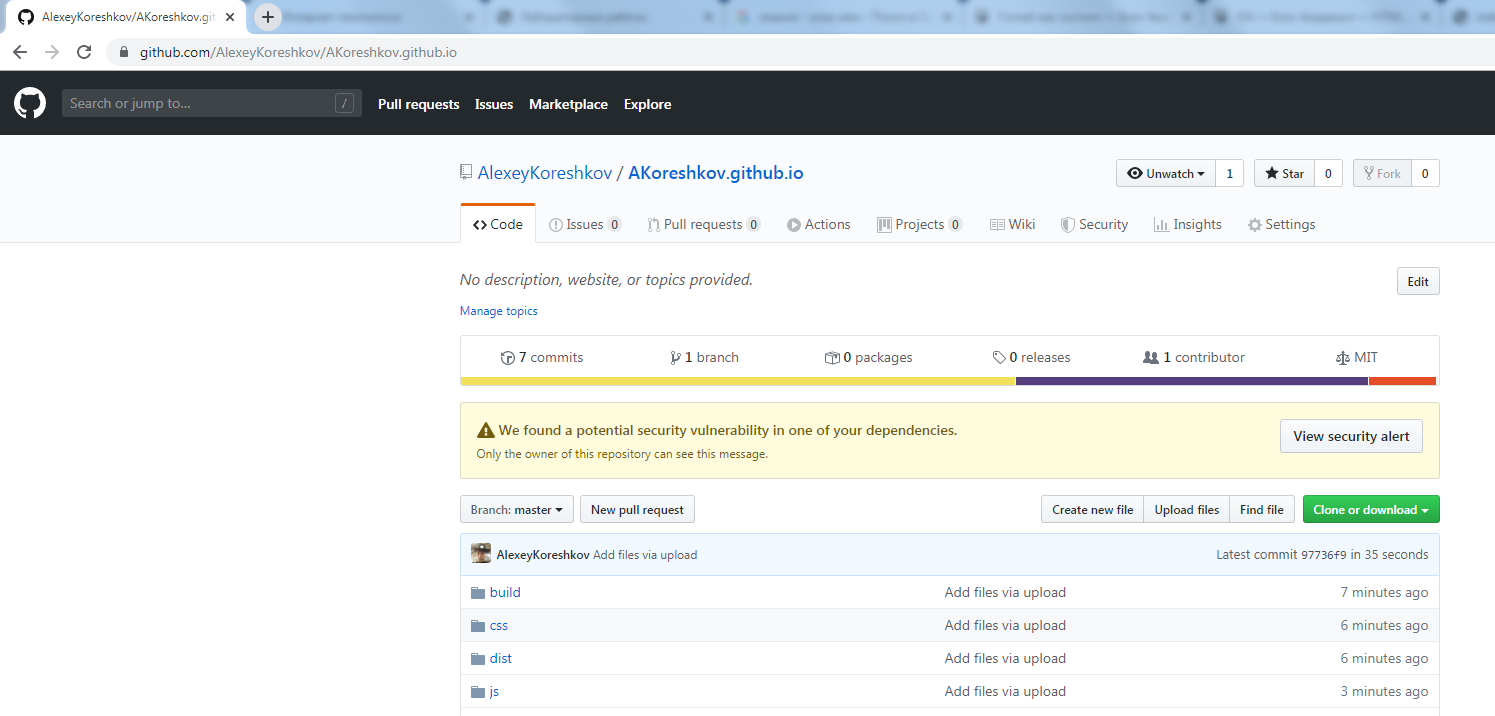 AlexeyKoreshkov/AKoreshkov.git
github.com/AlexeyKoreshkov/AKoreshkov.github.io
Search or jump to... / Pull requests Issues Marketplace Explore
AlexeyKoreshkov / AKoreshkov.github.io Unwatch 1 Star 0 Fork 0
Code Issues 0 Pull requests 0 Actions Projects 0 Wiki Security Insights Settings
No description, website, or topics provided. Edit
Manage topics
7 commits 1 branch 0 packages 0 releases 1 contributor MIT
We found a potential security vulnerability in one of your dependencies.
View security alert
Only the owner of this repository can see this message.
Branch: master New pull request Create new file Upload files Find file Clone or download
AlexeyKoreshkov Add files via upload Latest commit 97736f9 in 35 seconds
build Add files via upload 7 minutes ago
css Add files via upload 6 minutes ago
dist Add files via upload 6 minutes ago
js Add files via upload 3 minutes ago